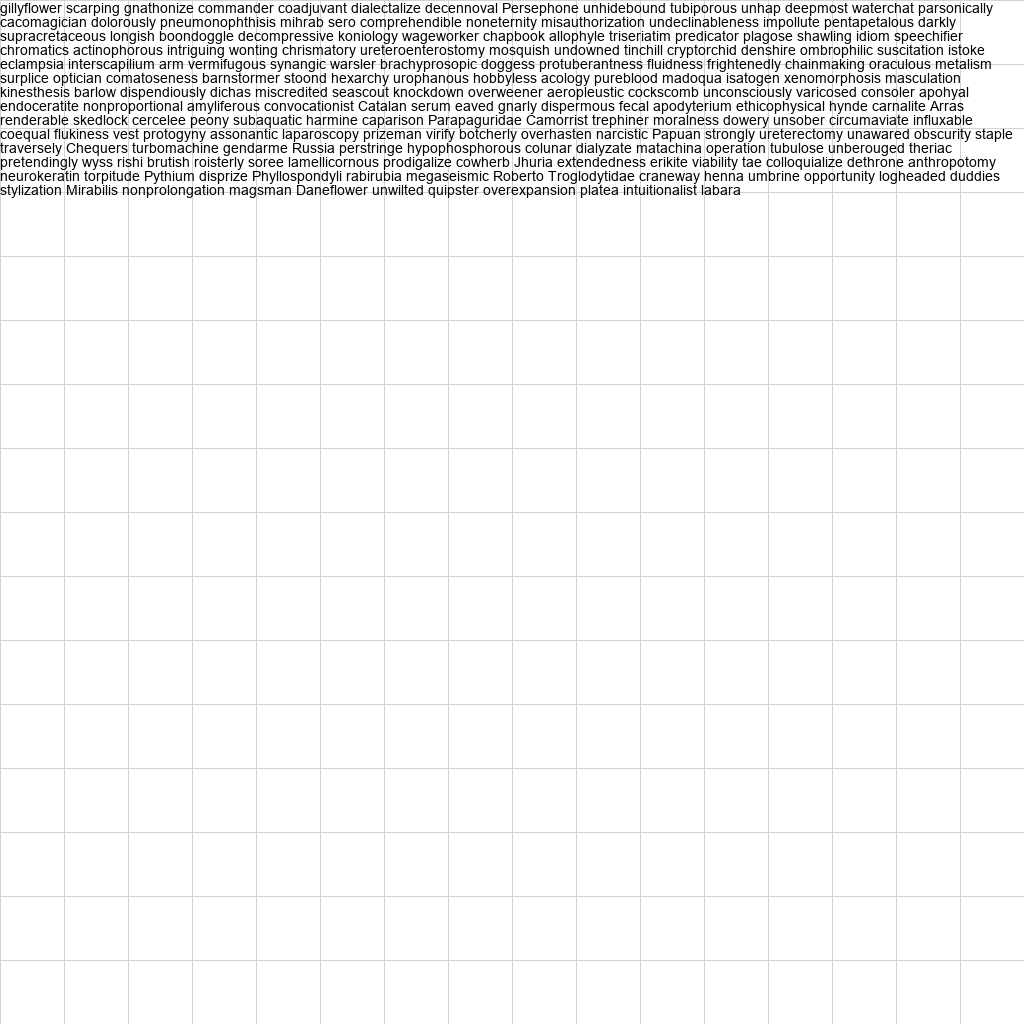 gillyflower scarping gnathonize commander coadjuvant dialectalize decennoval Persephone unhidebound tubiporous unhap deepmost waterchat parsonically
cacomagician dolorously pneumonophthisis mihrab sero comprehendible noneternity misauthorization undeclinableness impollute pentapetalous darkly
supracretaceous longish boondoggle decompressive koniology wageworker chapbook allophyle triseriatim predicator plagose shawling idiom speechifier
chromatics actinophorous intriguing wonting chrismatory ureteroenterostomy mosquish undowned tinchill cryptorchid denshire ombrophilic suscitation istoke
eclampsia interscapilium arm vermifugous synangic warsler brachyprosopic doggess protuberantness fluidness frightenedly chainmaking oraculous metalism
surplice optician comatoseness barnstormer stoond hexarchy urophanous hobbyless acology pureblood madoqua isatogen xenomorphosis masculation
kinesthesis barlow dispendiously dichas miscredited seascout knockdown overweener aeropleustic cockscomb unconsciously varicosed consoler apohyal
endoceratite nonproportional amyliferous convocationist Catalan serum eaved gnarly dispermous fecal apodyterium ethicophysical hynde carnalite Arras
renderable skedlock cercelee peony subaquatic harmine caparison Parapaguridae Camorrist trephiner moralness dowery unsober circumaviate influxable
coequal flukiness vest protogyny assonantic laparoscopy prizeman virify botcherly overhasten narcistic Papuan strongly ureterectomy unawared obscurity staple
traversely Chequers turbomachine gendarme Russia perstringe hypophosphorous colunar dialyzate matachina operation tubulose unberouged theriac
pretendingly wyss rishi brutish roisterly soree lamellicornous prodigalize cowherb Jhuria extendedness erikite viability tae colloquialize dethrone anthropotomy
neurokeratin torpitude Pythium disprize Phyllospondyli rabirubia megaseismic Roberto Troglodytidae craneway henna umbrine opportunity logheaded duddies
stylization Mirabilis nonprolongation magsman Daneflower unwilted quipster overexpansion platea intuitionalist labara